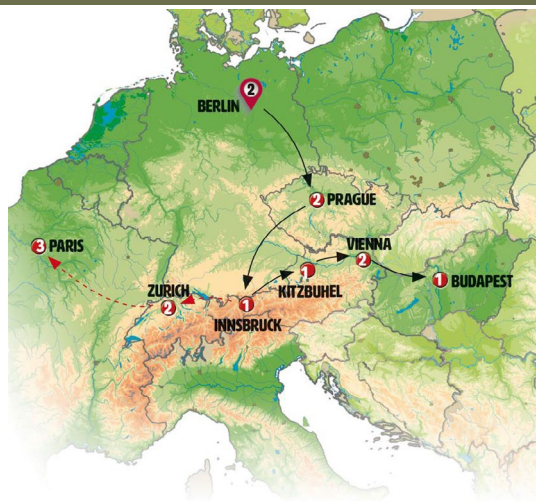 2
BERLIN
2 PRAGUE
3 PARIS
VIENNA
2
1
KITZBUHEL
1 BUDAPEST
ZURICH
2
1
INNSBRUCK